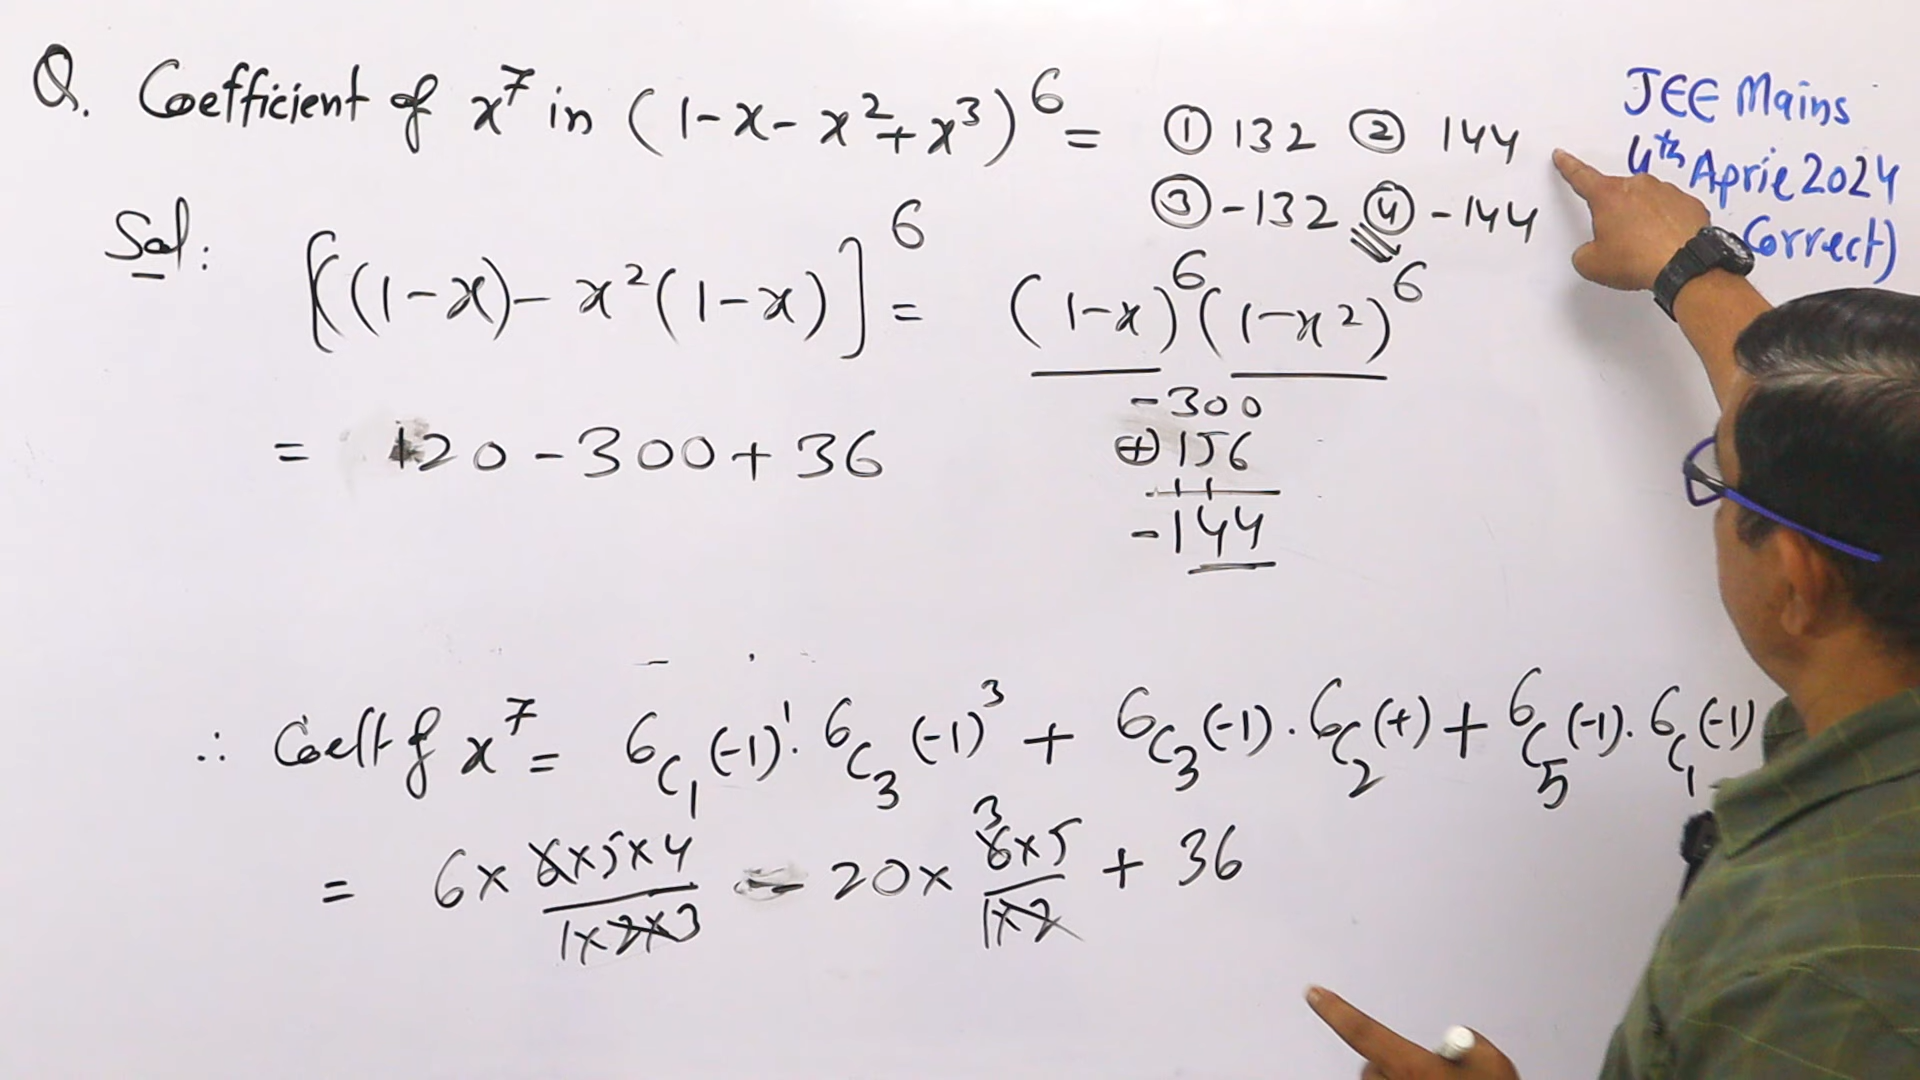 Q. Coefficient of x⁷ in (1-x-x²+x³)⁶ = ① 132 ② 144
③ -132 ④ -144
JEE Mains
4th Aprie 2024
Correct)
Sol: [((1-x)-x²(1-x)]⁶ = (1-x)⁶(1-x²)⁶
= 120-300+36
-300
⊕156
-144
∴ Coeff of x⁷ = 6C₁(-1)¹·6C₃(-1)³ + 6C₃(-1)·6C₂(+) + 6C₅(-1)·6C₁(-1)
= 6× 6×5×4/1×2×3 - 20× 6×5/1×2 + 36
3